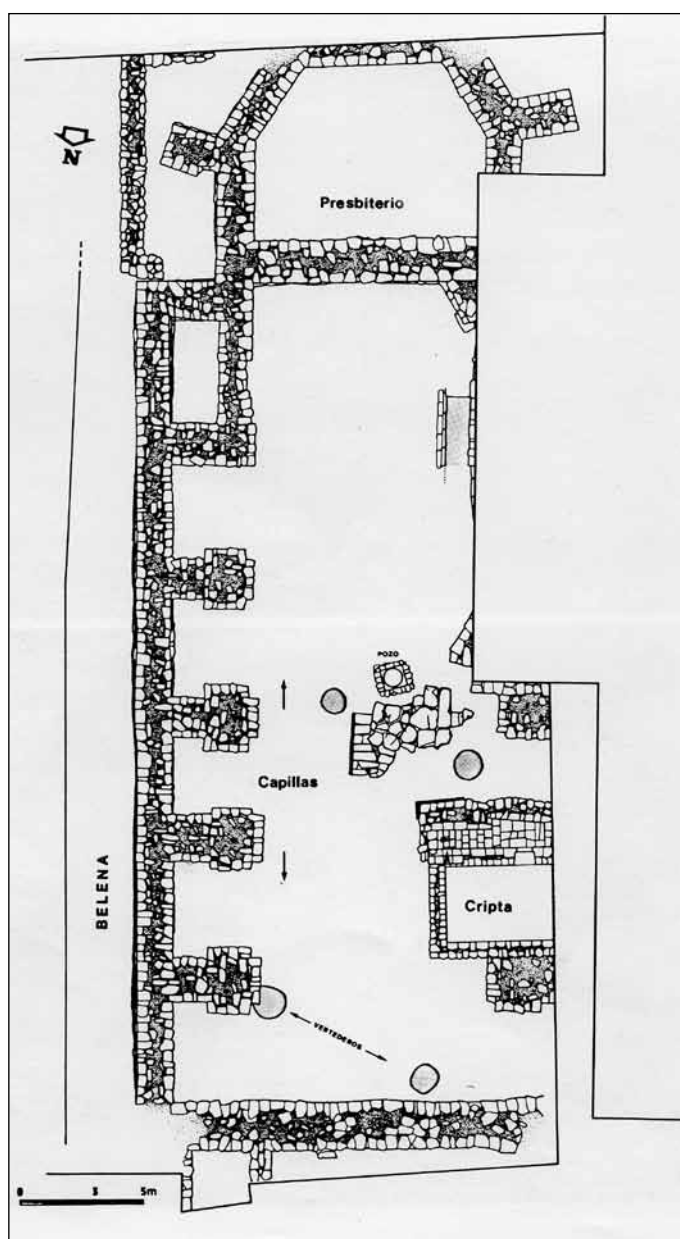 N
Presbiterio
POZO
Capillas
BELENA
Cripta
VERTEDEROS
0 3 5m